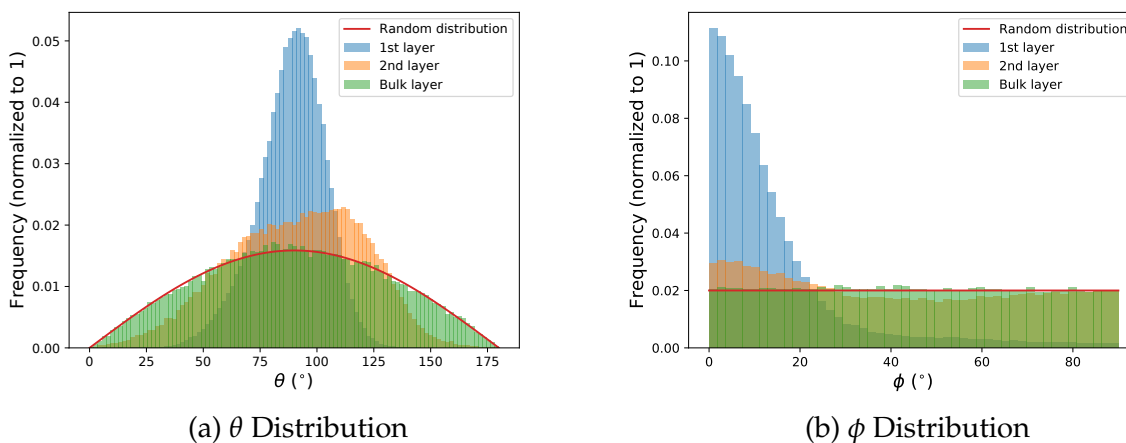 Frequency (normalized to 1)
0.05
0.04
0.03
0.02
0.01
0.00
0
25
50
75
100
125
150
175
θ (°)
Random distribution
1st layer
2nd layer
Bulk layer
(a) θ Distribution
Frequency (normalized to 1)
0.10
0.08
0.06
0.04
0.02
0.00
0
20
40
60
80
ϕ (°)
Random distribution
1st layer
2nd layer
Bulk layer
(b) ϕ Distribution